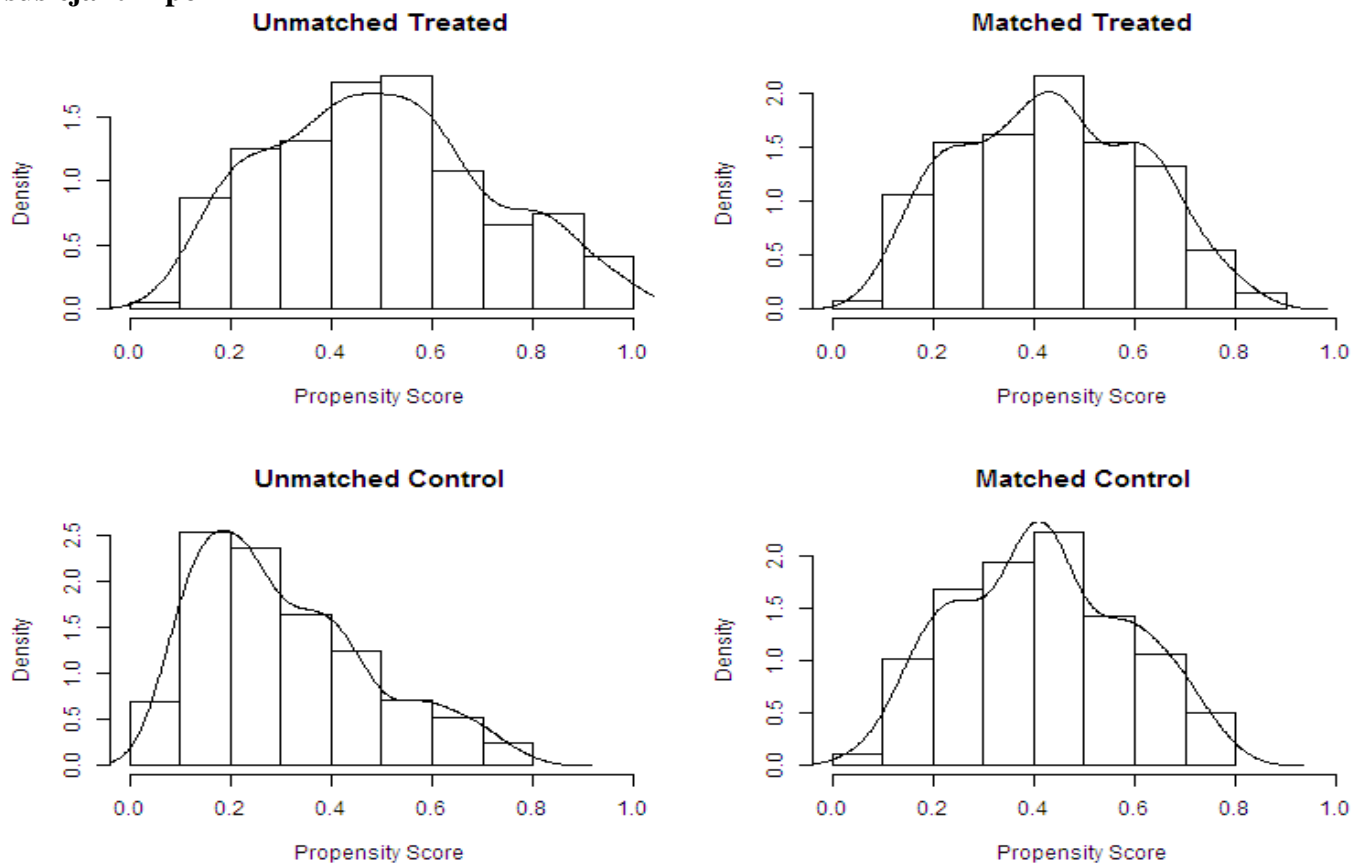 Unmatched Treated
Density
0.0 0.5 1.0 1.5
0.0 0.2 0.4 0.6 0.8 1.0
Propensity Score
Matched Treated
Density
0.0 0.5 1.0 1.5 2.0
0.0 0.2 0.4 0.6 0.8 1.0
Propensity Score
Unmatched Control
Density
0.0 0.5 1.0 1.5 2.0 2.5
0.0 0.2 0.4 0.6 0.8 1.0
Propensity Score
Matched Control
Density
0.0 0.5 1.0 1.5 2.0
0.0 0.2 0.4 0.6 0.8 1.0
Propensity Score